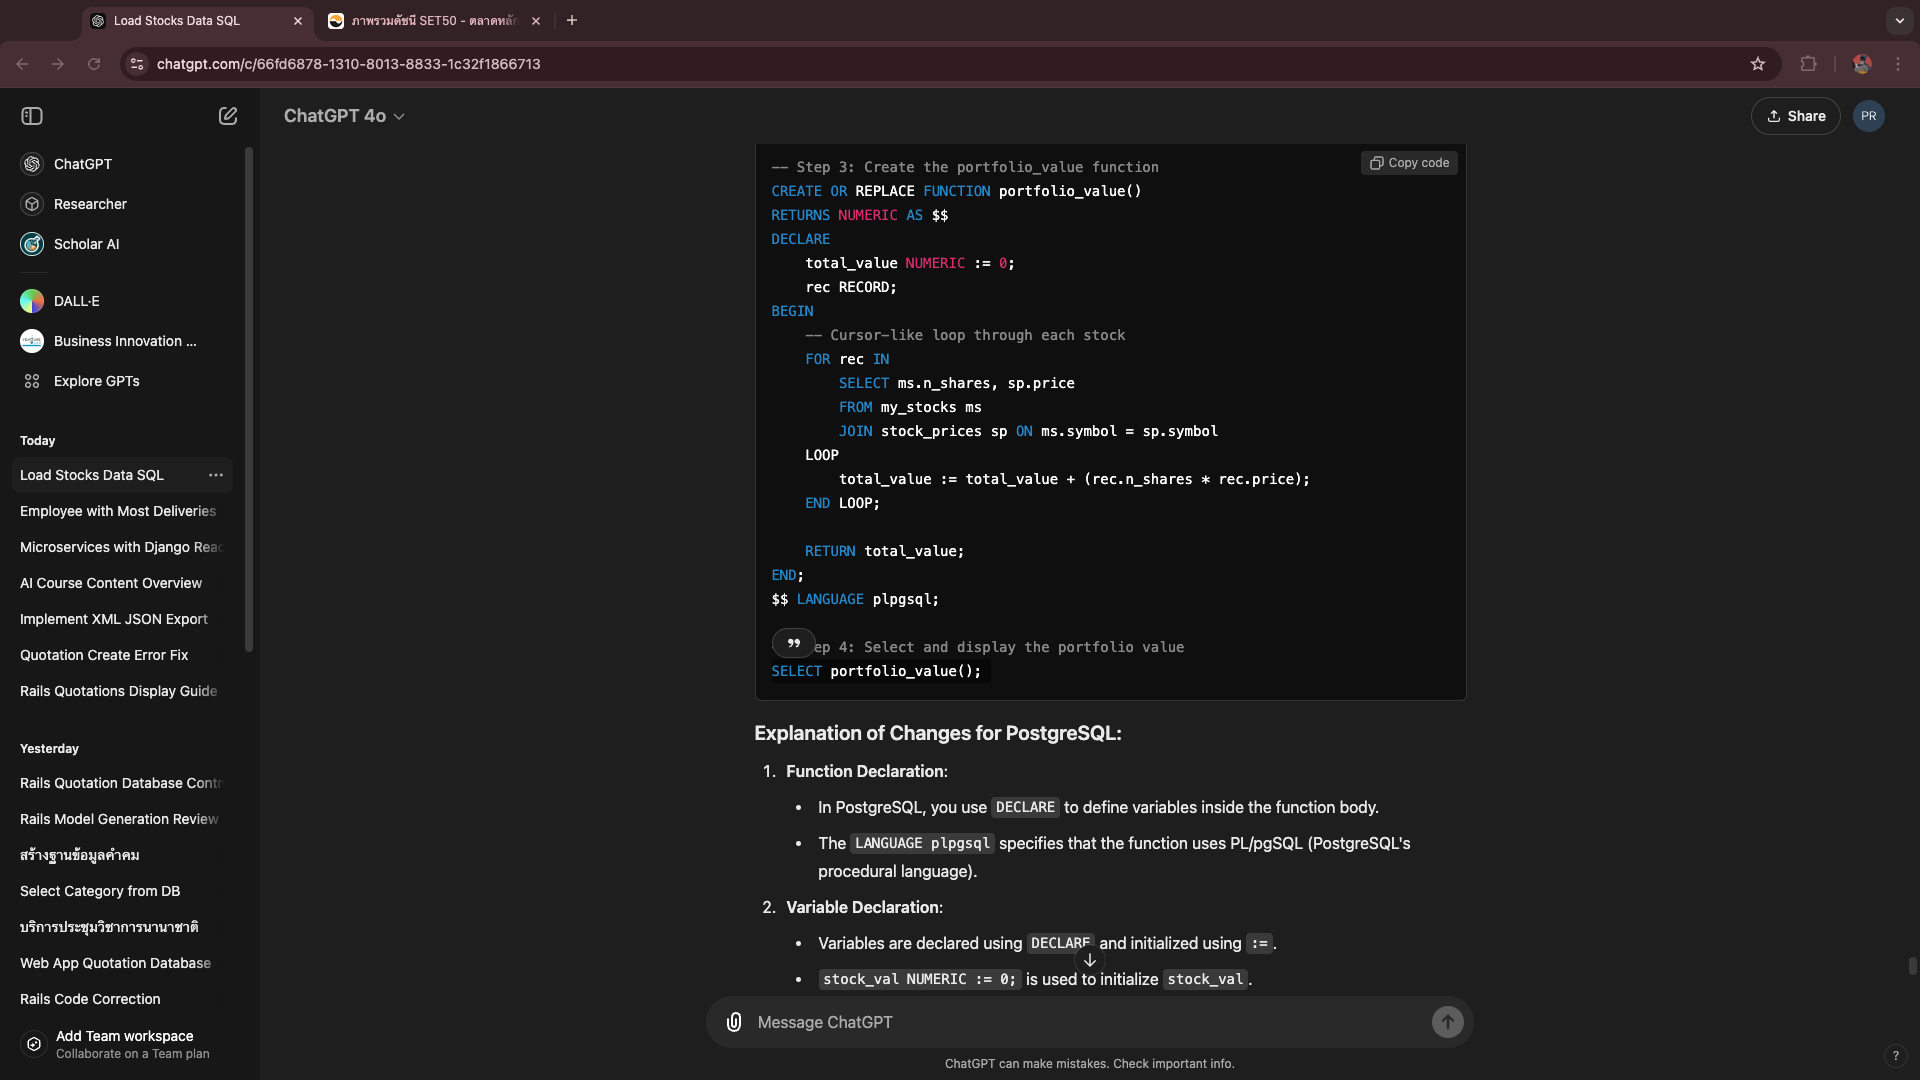 Load Stocks Data SQL
ภาพรวมดัชนี SET50 - ตลาดหลัก
chatgpt.com/c/66fd6878-1310-8013-8833-1c32f1866713
ChatGPT 4o
Share
PR
ChatGPT
Researcher
Scholar AI
DALL·E
Business Innovation ...
Explore GPTs
Today
Load Stocks Data SQL
Employee with Most Deliveries
Microservices with Django Reac
AI Course Content Overview
Implement XML JSON Export
Quotation Create Error Fix
Rails Quotations Display Guide
Yesterday
Rails Quotation Database Contr
Rails Model Generation Review
สร้างฐานข้อมูลคำคม
Select Category from DB
บริการประชุมวิชาการนานาชาติ
Web App Quotation Database
Rails Code Correction
Add Team workspace
Collaborate on a Team plan
Copy code
-- Step 3: Create the portfolio_value function
CREATE OR REPLACE FUNCTION portfolio_value()
RETURNS NUMERIC AS $$
DECLARE
    total_value NUMERIC := 0;
    rec RECORD;
BEGIN
    -- Cursor-like loop through each stock
    FOR rec IN
        SELECT ms.n_shares, sp.price
        FROM my_stocks ms
        JOIN stock_prices sp ON ms.symbol = sp.symbol
    LOOP
        total_value := total_value + (rec.n_shares * rec.price);
    END LOOP;
    RETURN total_value;
END;
$$ LANGUAGE plpgsql;
ep 4: Select and display the portfolio value
SELECT portfolio_value();
Explanation of Changes for PostgreSQL:
1. Function Declaration:
• In PostgreSQL, you use DECLARE to define variables inside the function body.
• The LANGUAGE plpgsql specifies that the function uses PL/pgSQL (PostgreSQL's
procedural language).
2. Variable Declaration:
• Variables are declared using DECLARE and initialized using := .
• stock_val NUMERIC := 0; is used to initialize stock_val .
Message ChatGPT
ChatGPT can make mistakes. Check important info.
?